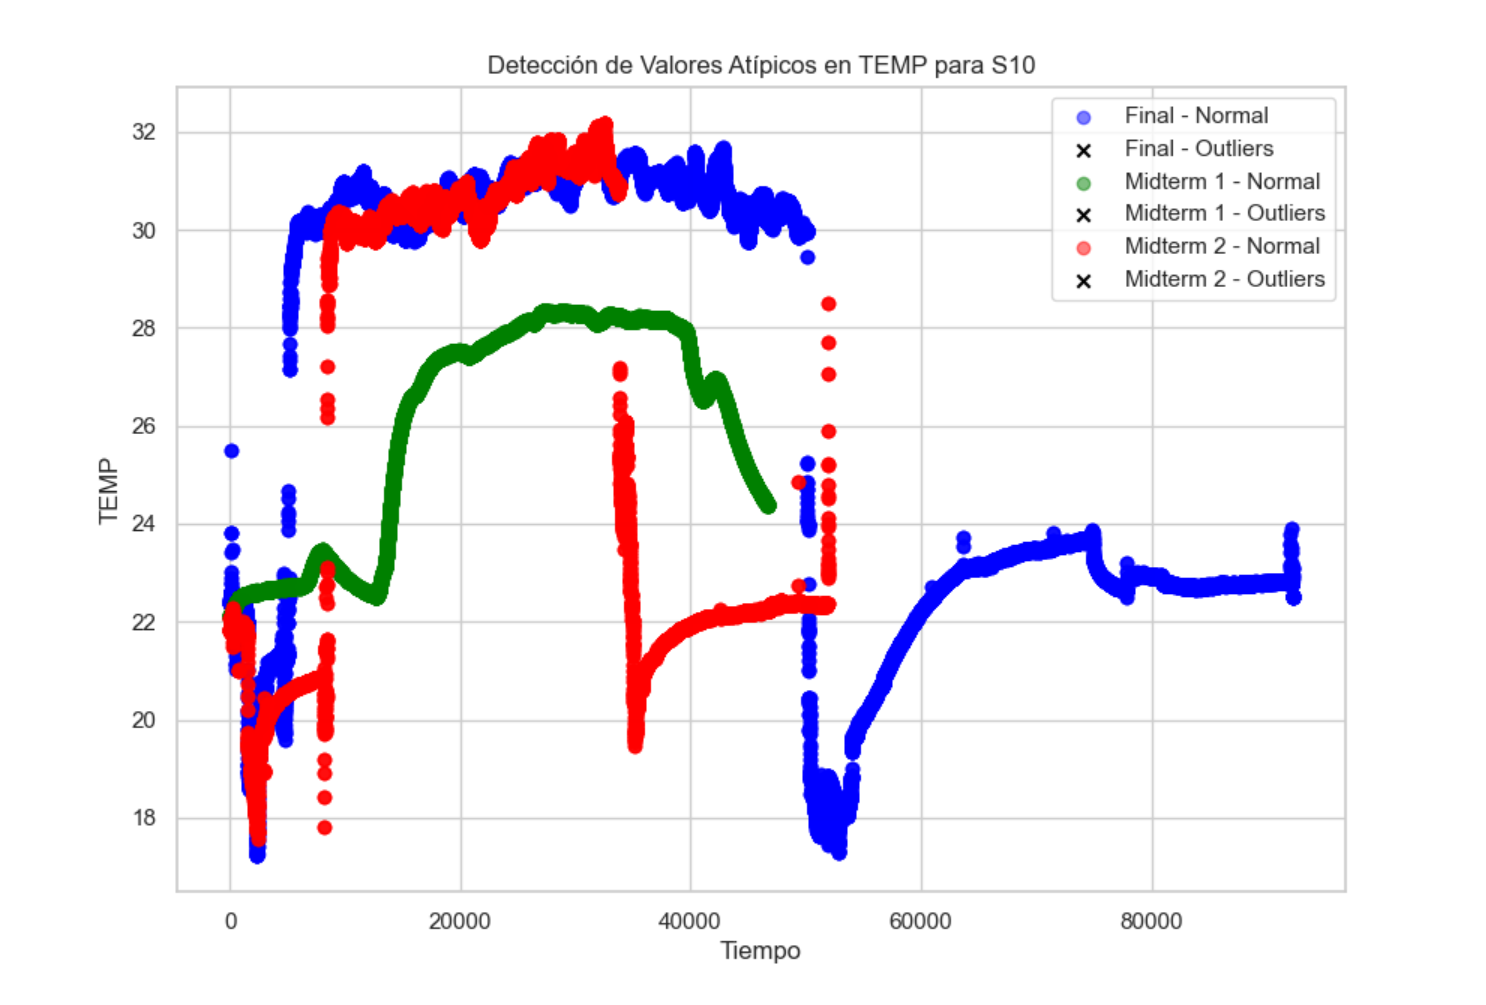 Detección de Valores Atípicos en TEMP para S10
Final - Normal
Final - Outliers
Midterm 1 - Normal
Midterm 1 - Outliers
Midterm 2 - Normal
Midterm 2 - Outliers
TEMP
32
30
28
26
24
22
20
18
0
20000
40000
60000
80000
Tiempo